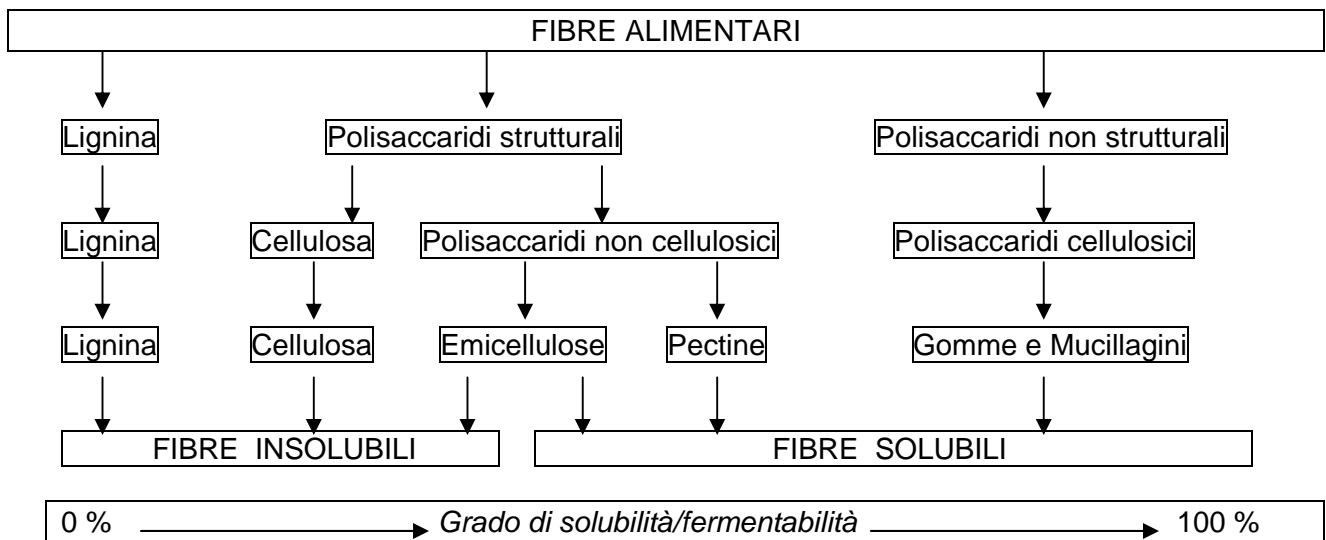 FIBRE ALIMENTARI
Lignina Polisaccaridi strutturali Polisaccaridi non strutturali
Lignina Cellulosa Polisaccaridi non cellulosici Polisaccaridi cellulosici
Lignina Cellulosa Emicellulose Pectine Gomme e Mucillagini
FIBRE INSOLUBILI FIBRE SOLUBILI
0 % Grado di solubilità/fermentabilità 100 %